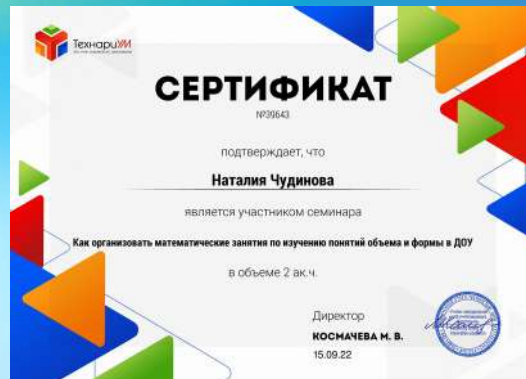 ТехнариУМ
СЕРТИФИКАТ
№39643
подтверждает, что
Наталия Чудинова
является участником семинара
Как организовать математические занятия по изучению понятий объема и формы в ДОУ
в объеме 2 ак.ч.
Директор
КОСМАЧЕВА М. В.
15.09.22